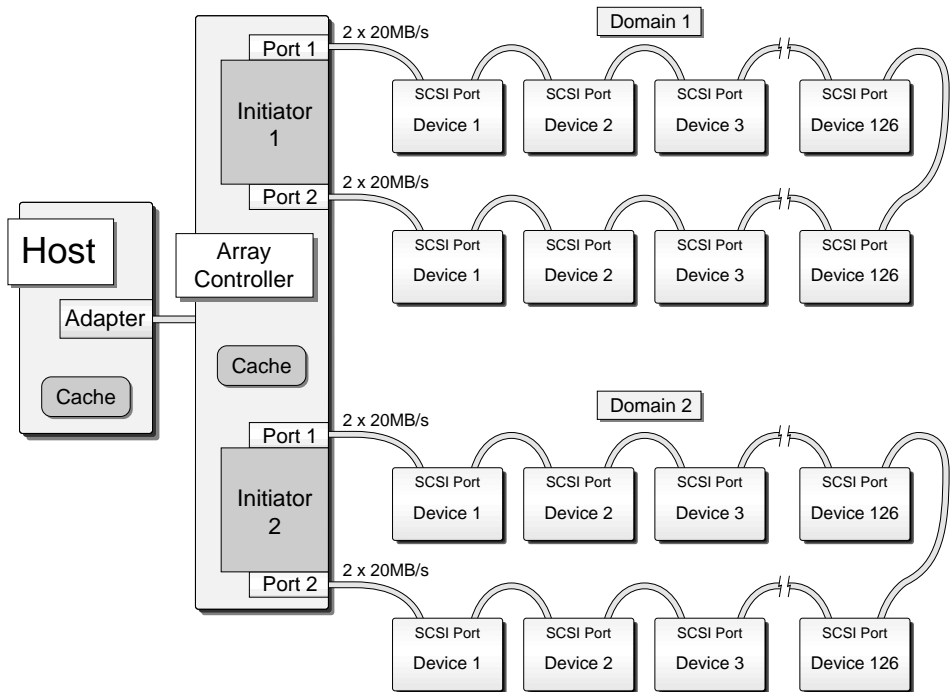 Domain 1
Port 1
2 x 20MB/s
SCSI Port
Device 1
SCSI Port
Device 2
SCSI Port
Device 3
SCSI Port
Device 126
Initiator
1
Port 2
2 x 20MB/s
SCSI Port
Device 1
SCSI Port
Device 2
SCSI Port
Device 3
SCSI Port
Device 126
Host
Adapter
Cache
Array
Controller
Cache
Domain 2
Port 1
2 x 20MB/s
SCSI Port
Device 1
SCSI Port
Device 2
SCSI Port
Device 3
SCSI Port
Device 126
Initiator
2
Port 2
2 x 20MB/s
SCSI Port
Device 1
SCSI Port
Device 2
SCSI Port
Device 3
SCSI Port
Device 126